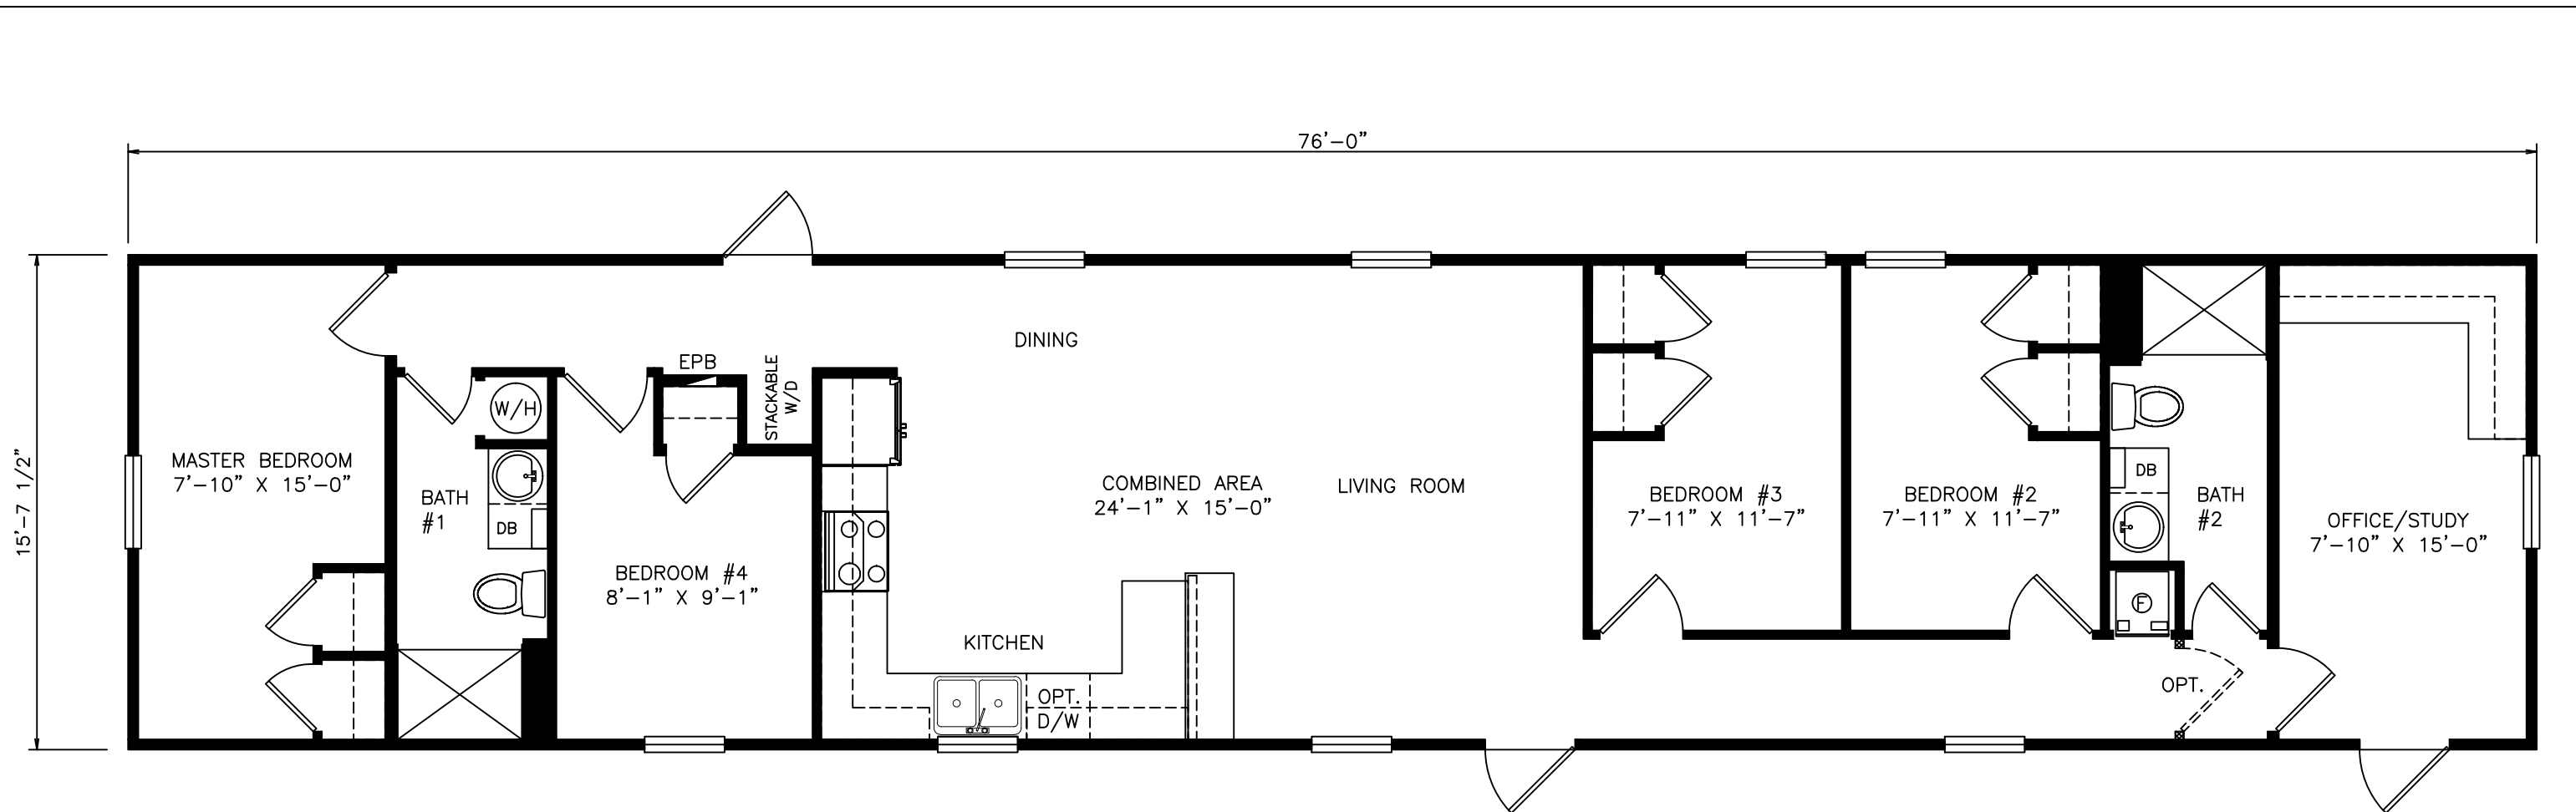 76'-0"
15'-7 1/2"
MASTER BEDROOM
7'-10" X 15'-0"
BATH
#1
W/H
DB
EPB
STACKABLE
W/D
BEDROOM #4
8'-1" X 9'-1"
DINING
COMBINED AREA
24'-1" X 15'-0"
LIVING ROOM
KITCHEN
OPT.
D/W
BEDROOM #3
7'-11" X 11'-7"
BEDROOM #2
7'-11" X 11'-7"
DB
BATH
#2
F
OPT.
OFFICE/STUDY
7'-10" X 15'-0"